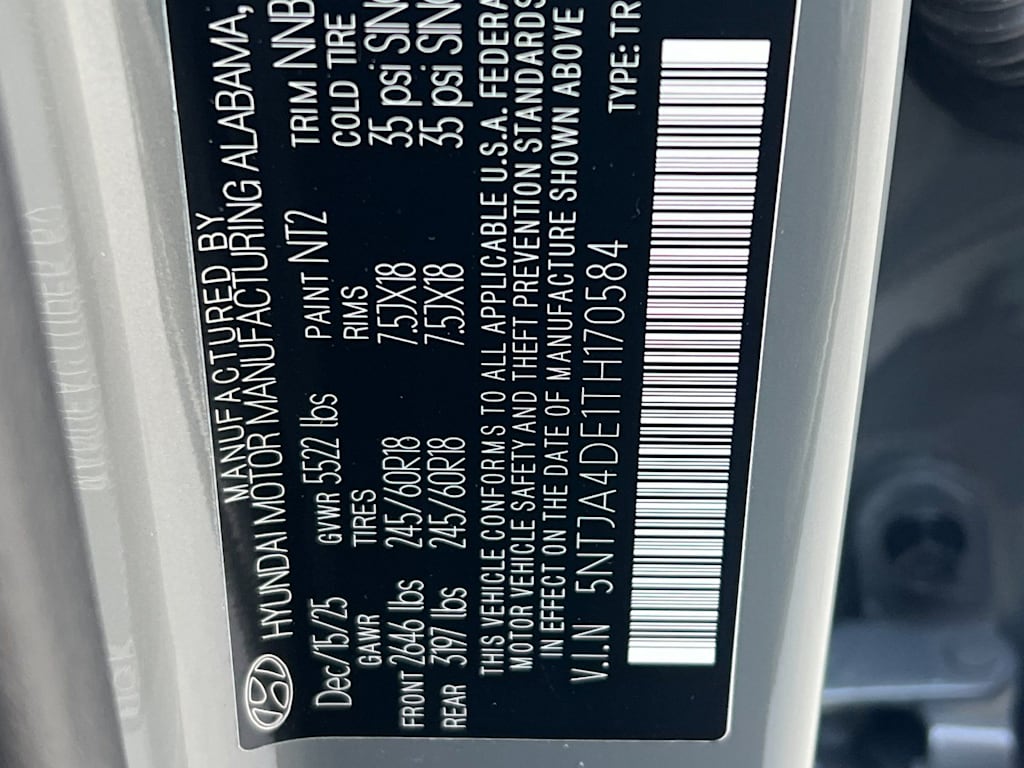 MANUFACTURED BY
HYUNDAI MOTOR MANUFACTURING ALABAMA,
Dec/15/25 GVWR 5522 lbs PAINT NT2 TRIM NNB
GAWR TIRES RIMS COLD TIRE
FRONT 2646 lbs 245/60R18 7.5JX18 35 psi SING
REAR 3197 lbs 245/60R18 7.5JX18 35 psi SING
THIS VEHICLE CONFORMS TO ALL APPLICABLE U.S.A. FEDERA
MOTOR VEHICLE SAFETY AND THEFT PREVENTION STANDARDS
IN EFFECT ON THE DATE OF MANUFACTURE SHOWN ABOVE
V.I.N 5NTJA4DE1TH170584 TYPE: TR